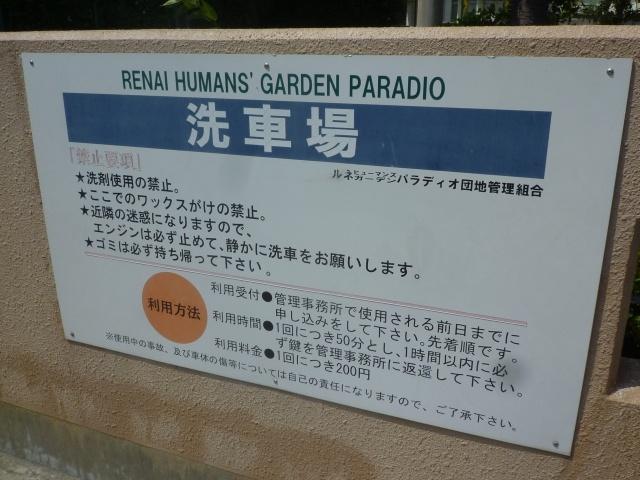 RENAI HUMANS' GARDEN PARADIO
洗車場
ルネヒューマンズガーデンパラディオ団地管理組合
「禁止要項」
★洗剤使用の禁止。
★ここでのワックスがけの禁止。
★近隣の迷惑になりますので、
エンジンは必ず止めて、静かに洗車をお願いします。
★ゴミは必ず持ち帰って下さい。
利用方法
利用受付●管理事務所で使用される前日までに
申し込みをして下さい。先着順です。
利用時間●1回につき50分とし、1時間以内に必
ず鍵を管理事務所に返還して下さい。
利用料金●1回につき200円
※使用中の事故、及び車体の傷等については自己の責任になりますので、ご了承下さい。